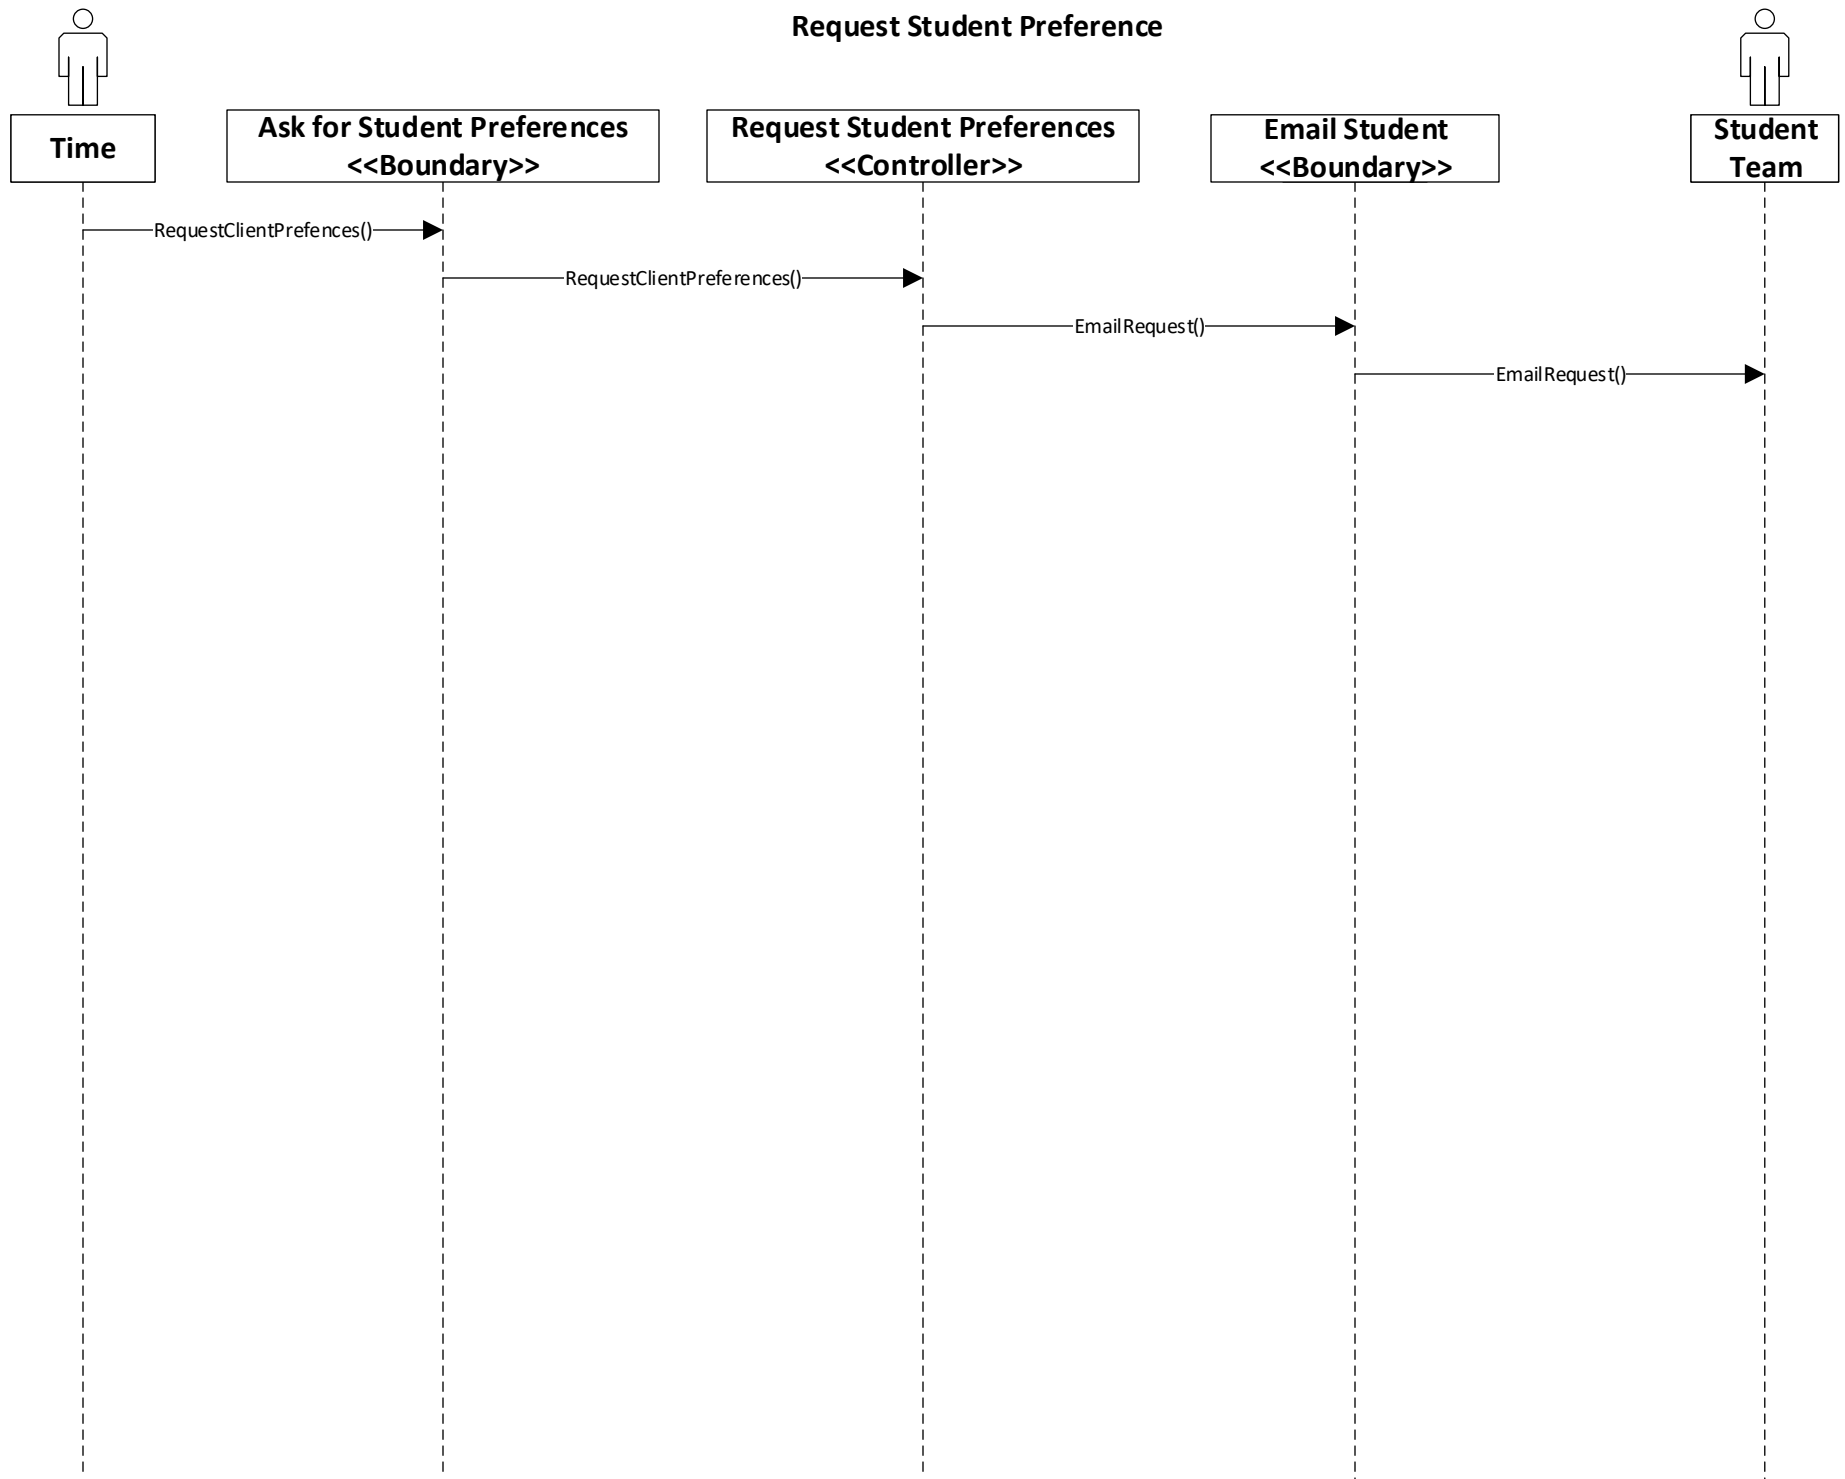 Request Student Preference
Time
Ask for Student Preferences
<<Boundary>>
Request Student Preferences
<<Controller>>
Email Student
<<Boundary>>
Student
Team
RequestClientPrefences()
RequestClientPreferences()
EmailRequest()
EmailRequest()